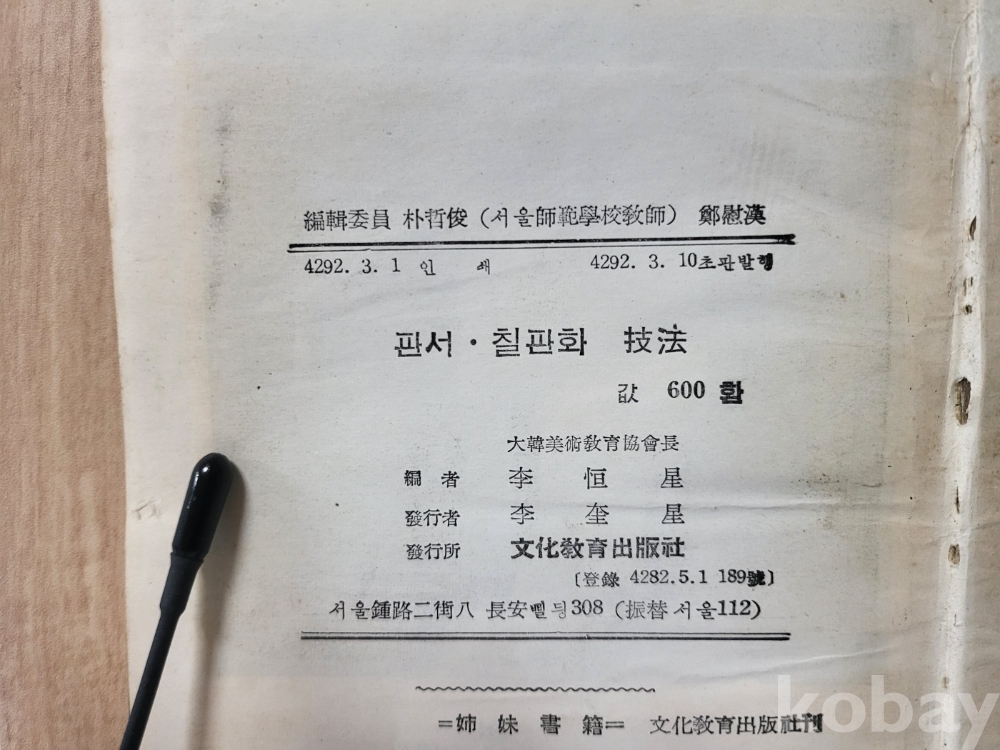 編輯委員 朴哲俊 (서울師範學校敎師) 鄭慰漢
4292. 3. 1 인 쇄 4292. 3. 10 초판발행
판서·칠판화 技法
값 600 환
大韓美術敎育協會長
編者 李恒星
發行者 李奎星
發行所 文化敎育出版社
〔登錄 4282.5.1 189號〕
서울鍾路二街八 長安삘딩308 (振替서울112)
=姉妹書籍= 文化敎育出版社刊
kobay